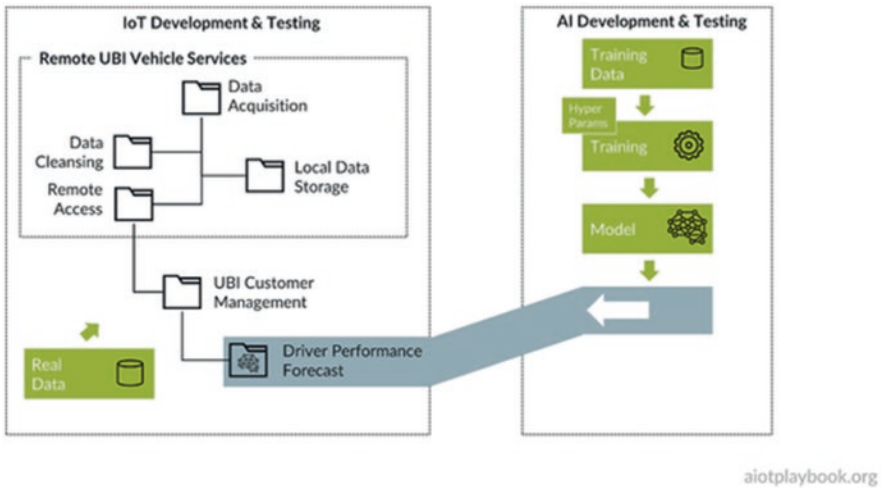 IoT Development & Testing
Remote UBI Vehicle Services
Data
Acquisition
Data
Cleansing
Local Data
Storage
Remote
Access
UBI Customer
Management
Real
Data
Driver Performance
Forecast
AI Development & Testing
Training
Data
Hyper
Params
Training
Model
aiotplaybook.org